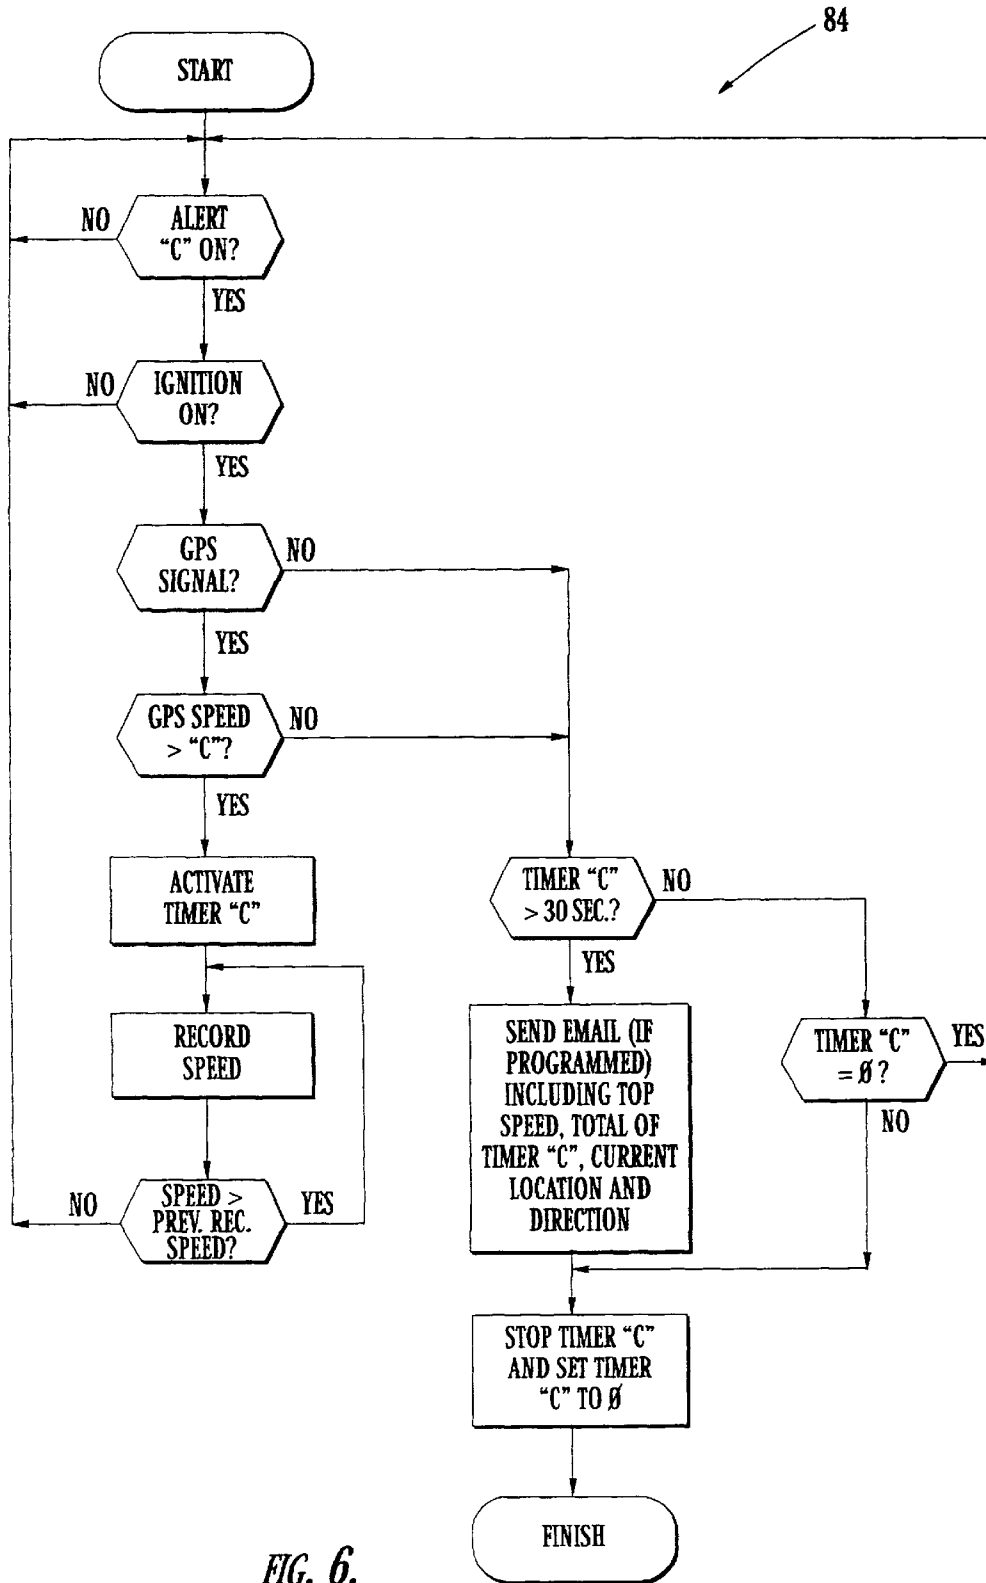 84
START
ALERT
“C” ON?
NO
YES
IGNITION
ON?
NO
YES
GPS
SIGNAL?
NO
YES
GPS SPEED
> “C”?
NO
YES
ACTIVATE
TIMER “C”
RECORD
SPEED
SPEED >
PREV. REC.
SPEED?
NO
YES
TIMER “C”
> 30 SEC.?
NO
YES
SEND EMAIL (IF
PROGRAMMED)
INCLUDING TOP
SPEED, TOTAL OF
TIMER “C”, CURRENT
LOCATION AND
DIRECTION
TIMER “C”
= Ø ?
YES
NO
STOP TIMER “C”
AND SET TIMER
“C” TO Ø
FINISH
FIG. 6.